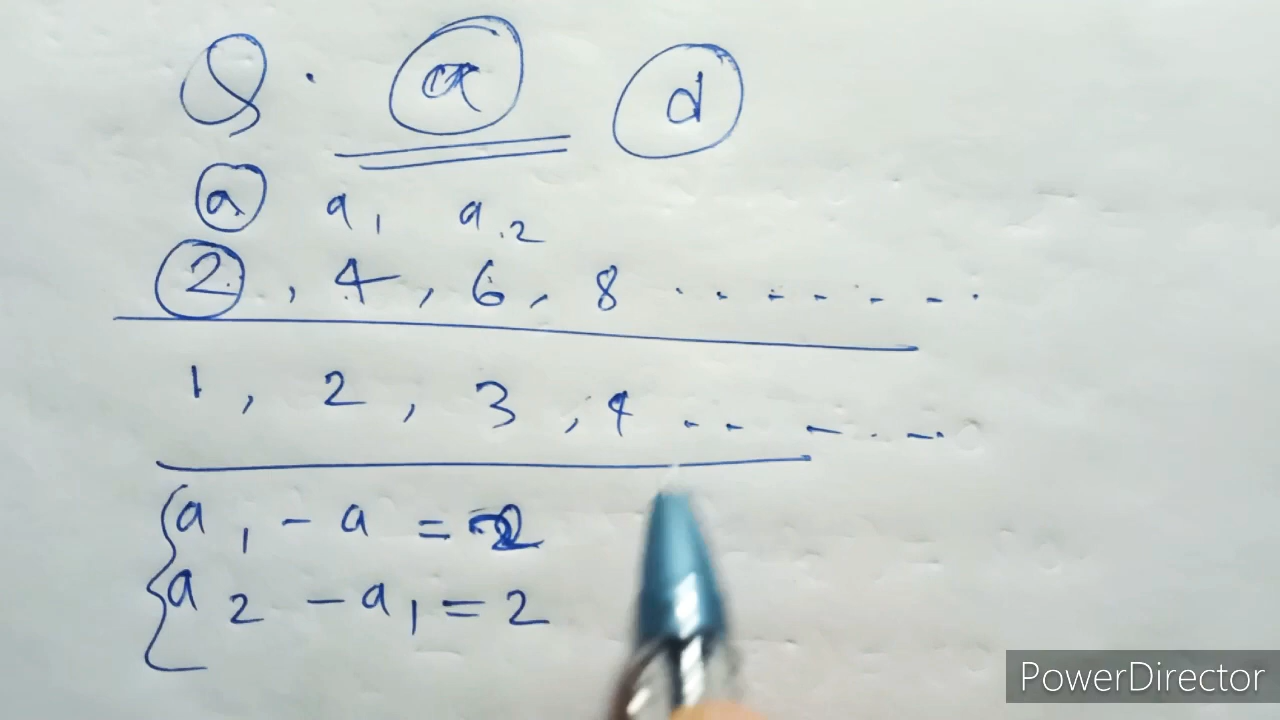 Q. a d
a a1 a2
2, 4, 6, 8 .......
1, 2, 3, 4 .. ....
a1 - a = 2
a2 - a1 = 2
PowerDirector